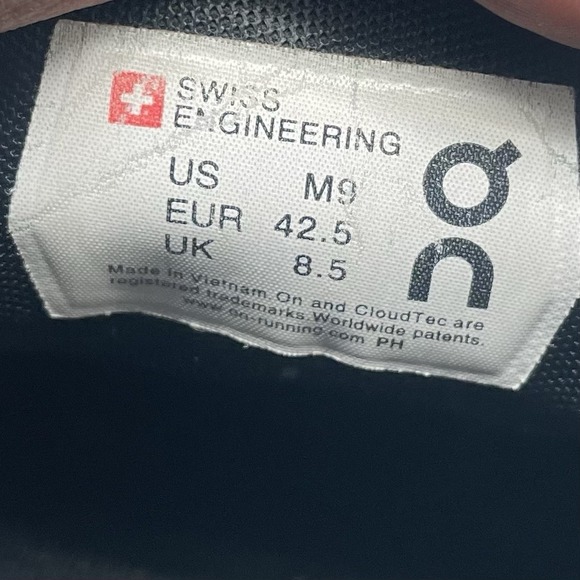 SWISS
ENGINEERING
US M9
EUR 42.5
UK 8.5
Made in Vietnam On and CloudTec are
registered trademarks. Worldwide patents.
www.on-running.com PH
On